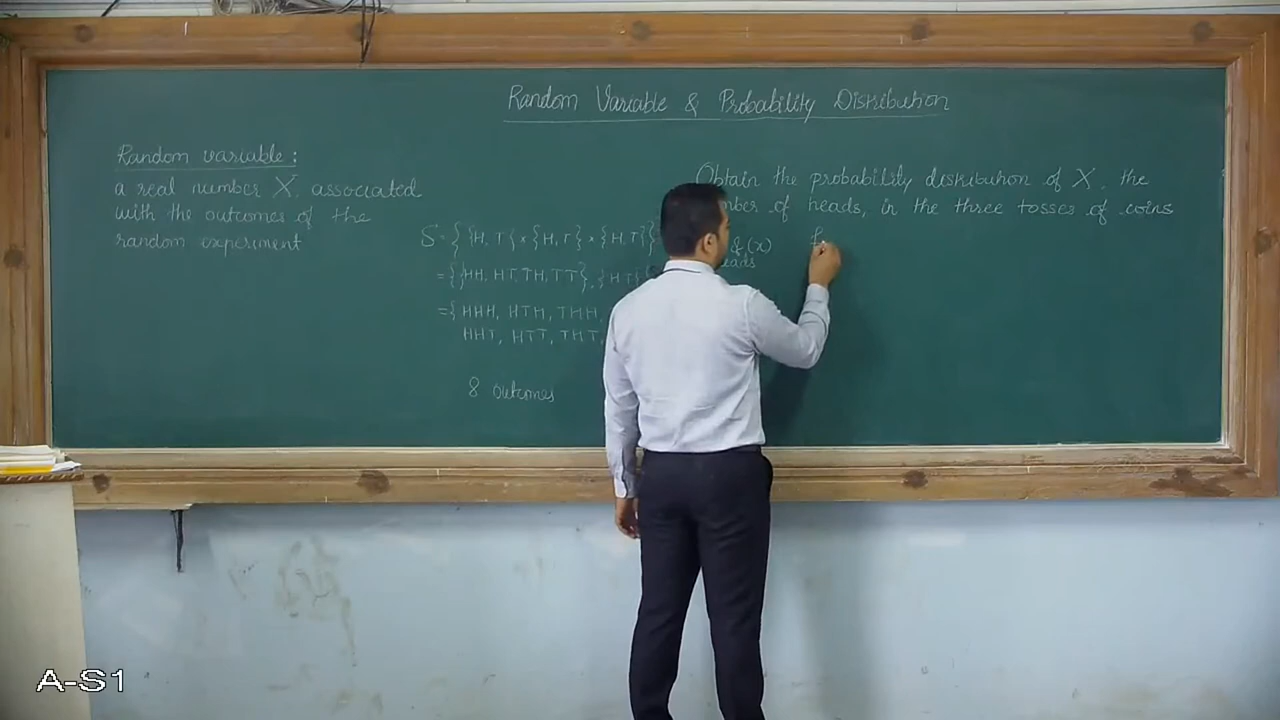 Random Variable & Probability Distribution
Random variable:
a real number X, associated
with the outcomes of the
random experiment
Obtain the probability distribution of X, the
of heads, in the three tosses of coins
S = { {H, T} × {H, T} × {H, T}
= { {HH, HT, TH, TT}, {H T
= { HHH, HTH, THH,
HHT, HTT, THT,
8 outcomes
(x)
A-S1